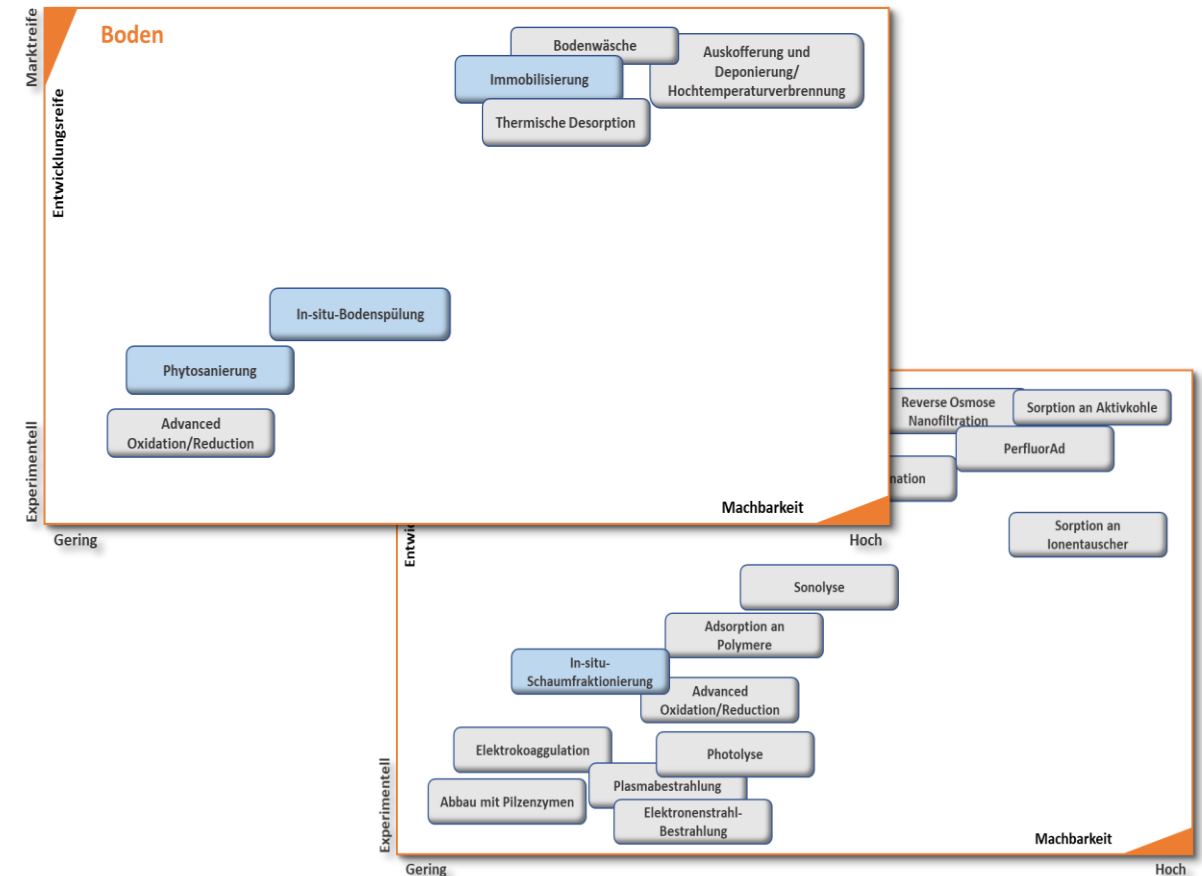 Boden
Marktreife
Entwicklungsreife
Experimentell
Bodenwäsche
Auskofferung und
Deponierung/
Hochtemperaturverbrennung
Immobilisierung
Thermische Desorption
In-situ-Bodenspülung
Phytosanierung
Advanced
Oxidation/Reduction
Machbarkeit
Gering
Hoch
Reverse Osmose
Nanofiltration
Sorption an Aktivkohle
PerfluorAd
nation
Sorption an
Ionentauscher
Entwic
Sonolyse
Adsorption an
Polymere
In-situ-
Schaumfraktionierung
Advanced
Oxidation/Reduction
Elektrokoaggulation
Photolyse
Plasmabestrahlung
Abbau mit Pilzenzymen
Elektronenstrahl-
Bestrahlung
Experimentell
Machbarkeit
Gering
Hoch